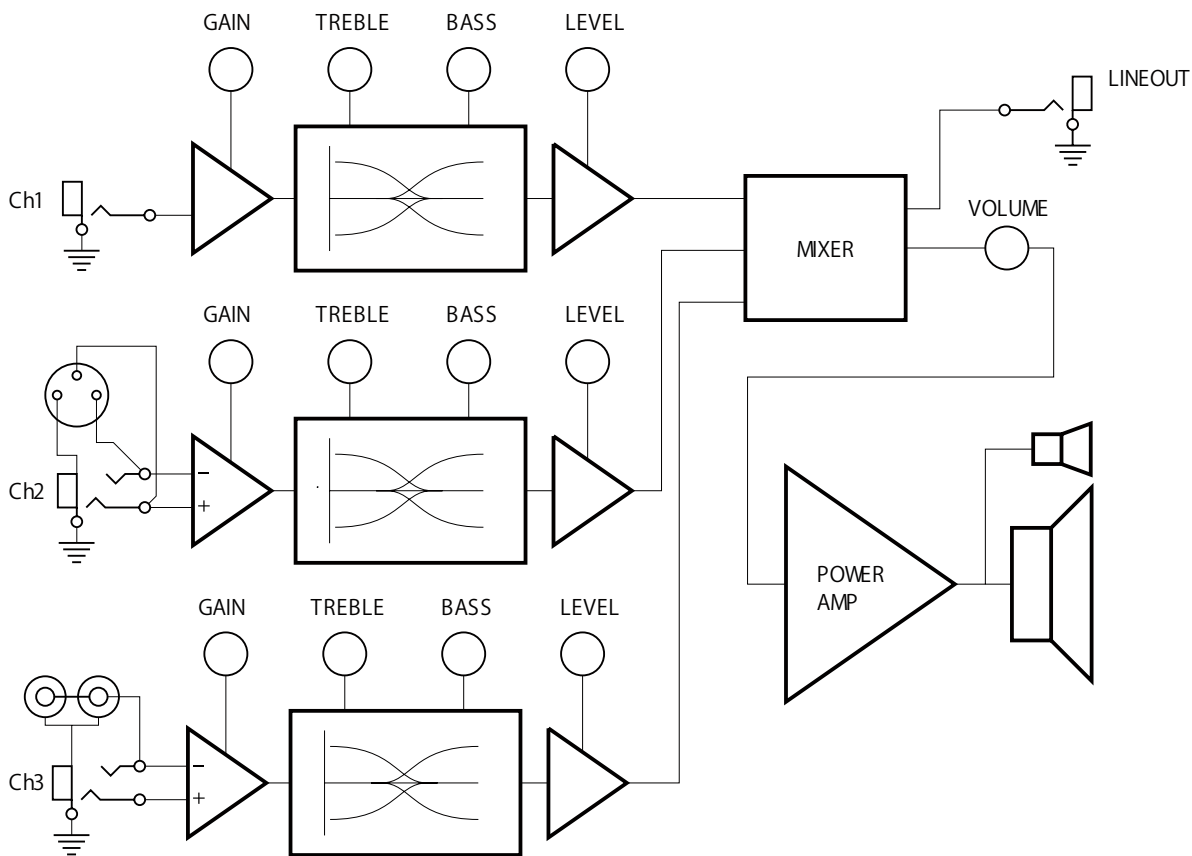 GAIN TREBLE BASS LEVEL
LINEOUT
Ch1
VOLUME
MIXER
GAIN TREBLE BASS LEVEL
Ch2
−
+
POWER
AMP
GAIN TREBLE BASS LEVEL
Ch3
−
+